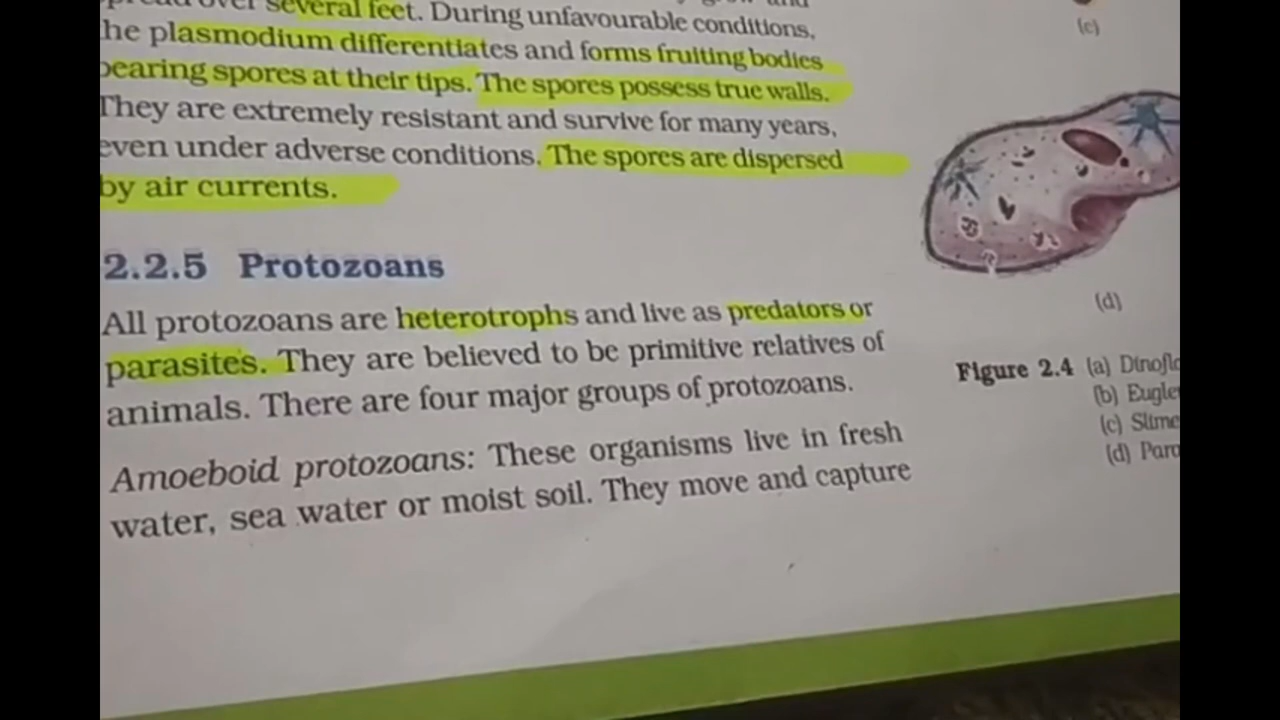 several feet. During unfavourable conditions,
the plasmodium differentiates and forms fruiting bodies
bearing spores at their tips. The spores possess true walls.
They are extremely resistant and survive for many years,
even under adverse conditions. The spores are dispersed
by air currents.
2.2.5 Protozoans
All protozoans are heterotrophs and live as predators or
parasites. They are believed to be primitive relatives of
animals. There are four major groups of protozoans.
Amoeboid protozoans: These organisms live in fresh
water, sea water or moist soil. They move and capture
(c)
(d)
Figure 2.4 (a) Dinofl
(b) Eugle
(c) Slime
(d) Para